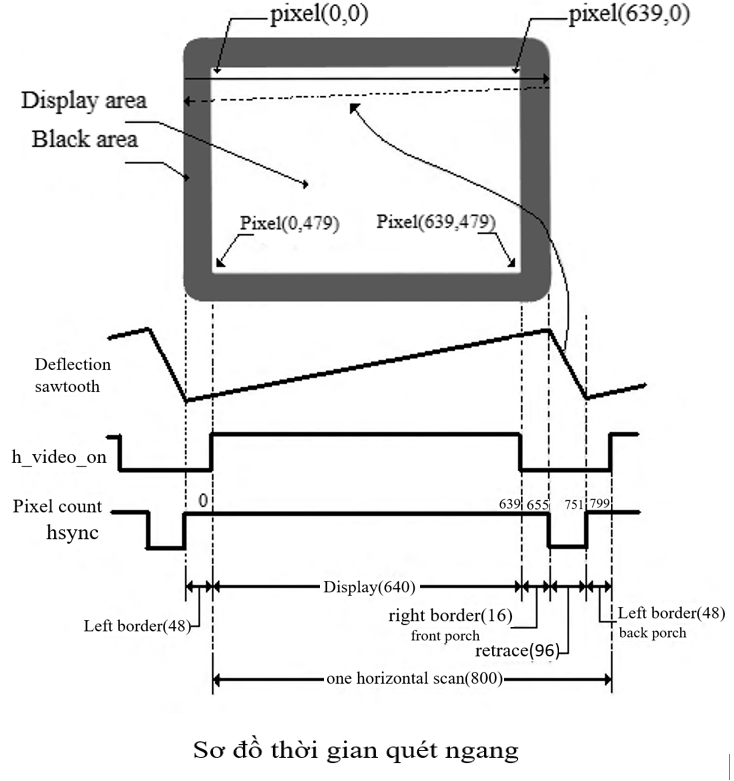 pixel(0,0)
pixel(639,0)
Display area
Black area
Pixel(0,479)
Pixel(639,479)
Deflection
sawtooth
h_video_on
Pixel count
0
639
655
751
799
hsync
Display(640)
Left border(48)
right border(16)
front porch
Left border(48)
back porch
retrace(96)
one horizontal scan(800)
Sơ đồ thời gian quét ngang